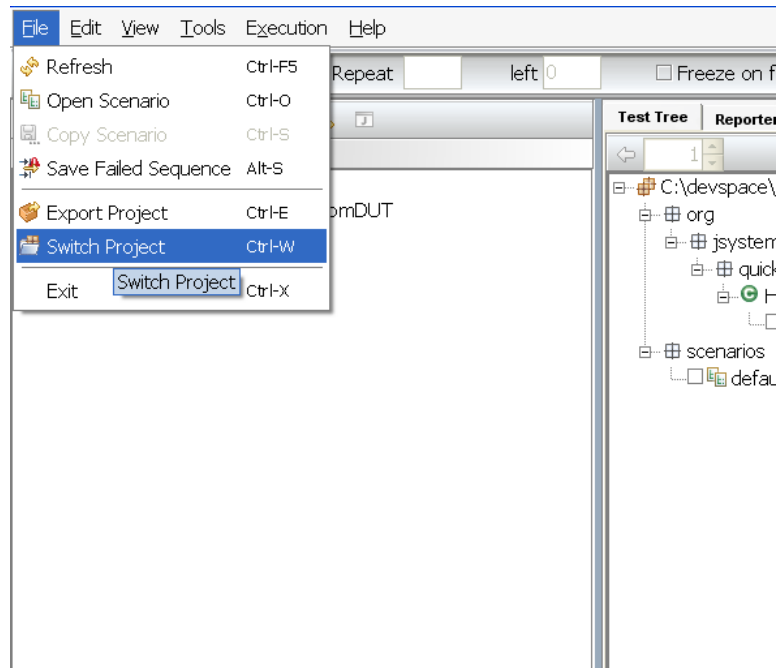 File Edit View Tools Execution Help
Refresh Ctrl-F5
Repeat left 0 Freeze on f
Open Scenario Ctrl-O
Copy Scenario Ctrl-S
Save Failed Sequence Alt-S
Export Project Ctrl-E
omDUT
Switch Project Ctrl-W
Switch Project
Exit Ctrl-X
Test Tree Reporter
1
C:\devspace\
org
jsystem
quick
H
scenarios
defau